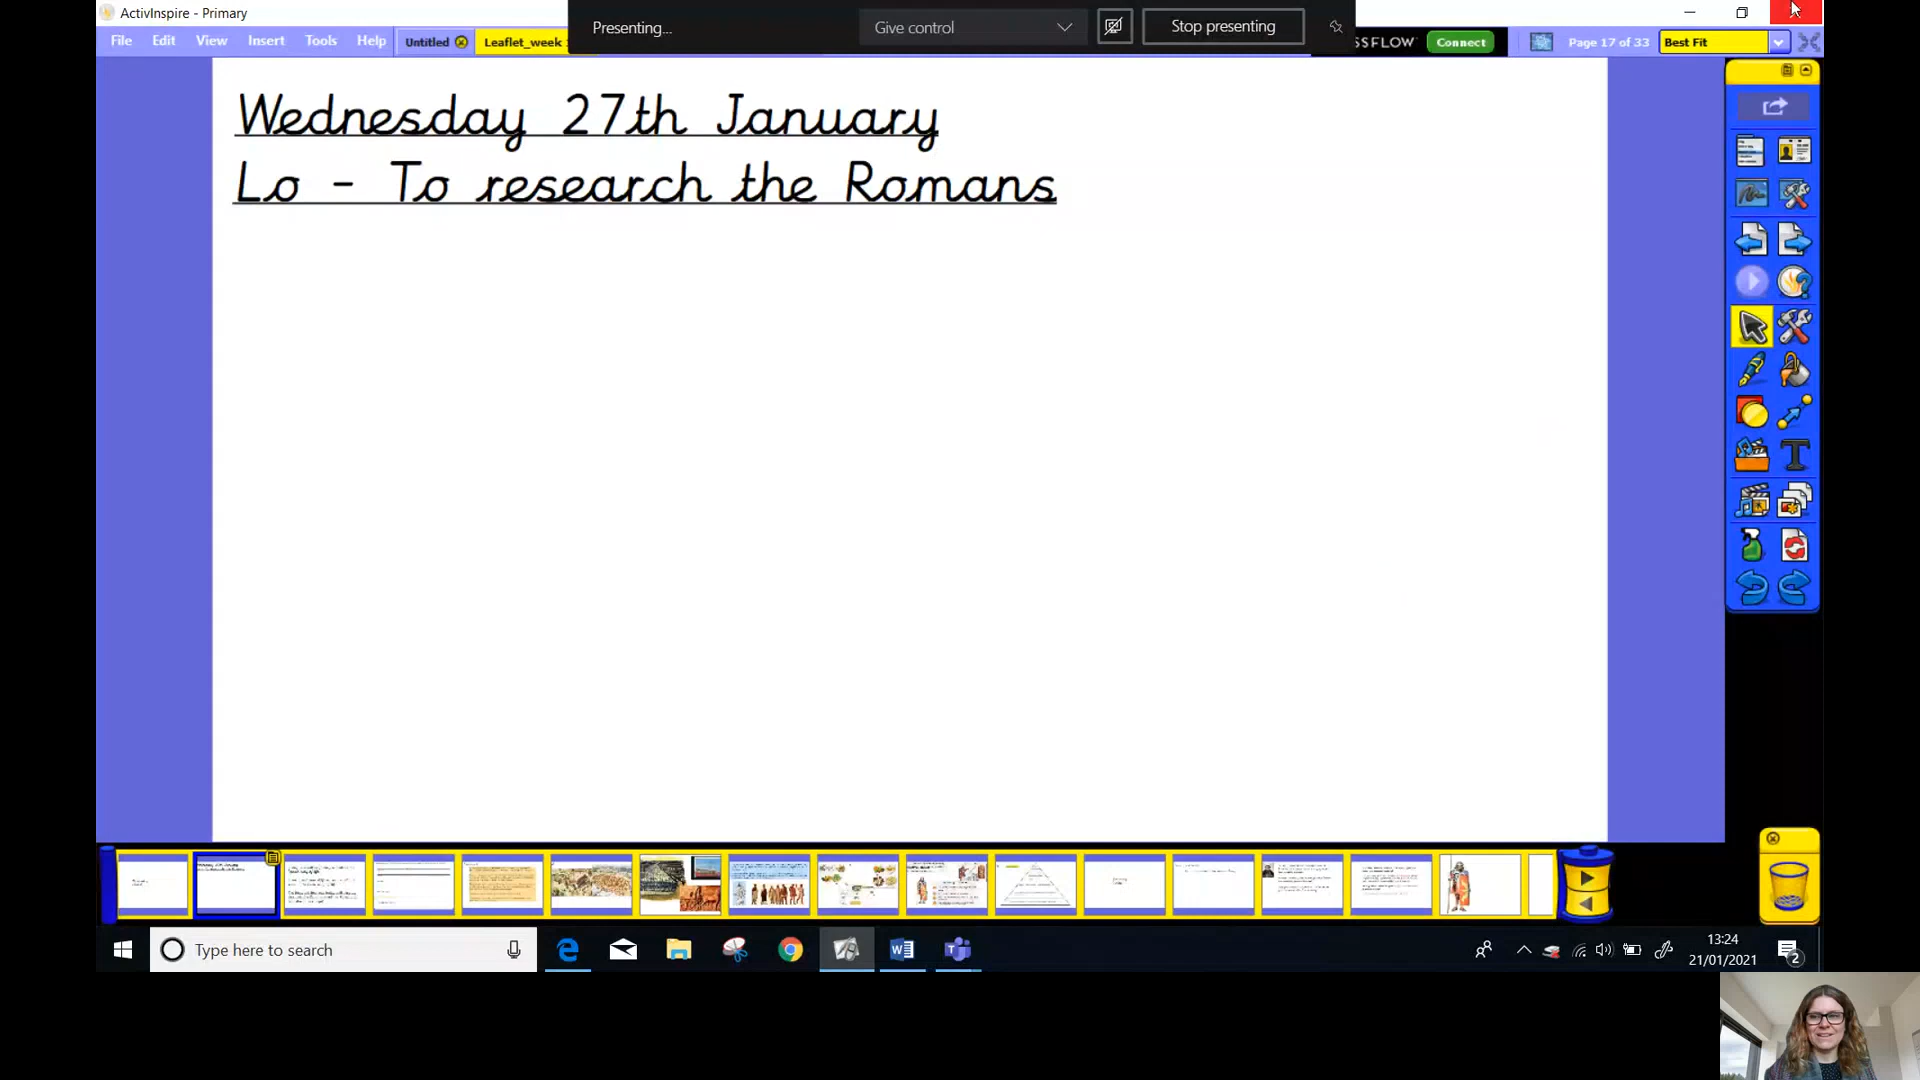 ActivInspire - Primary
Presenting...
Give control
Stop presenting
File Edit View Insert Tools Help
Untitled
Leaflet_week
SSFLOW
Connect
Page 17 of 33
Best Fit
Wednesday 27th January
Lo - To research the Romans
T
Type here to search
13:24
21/01/2021
2